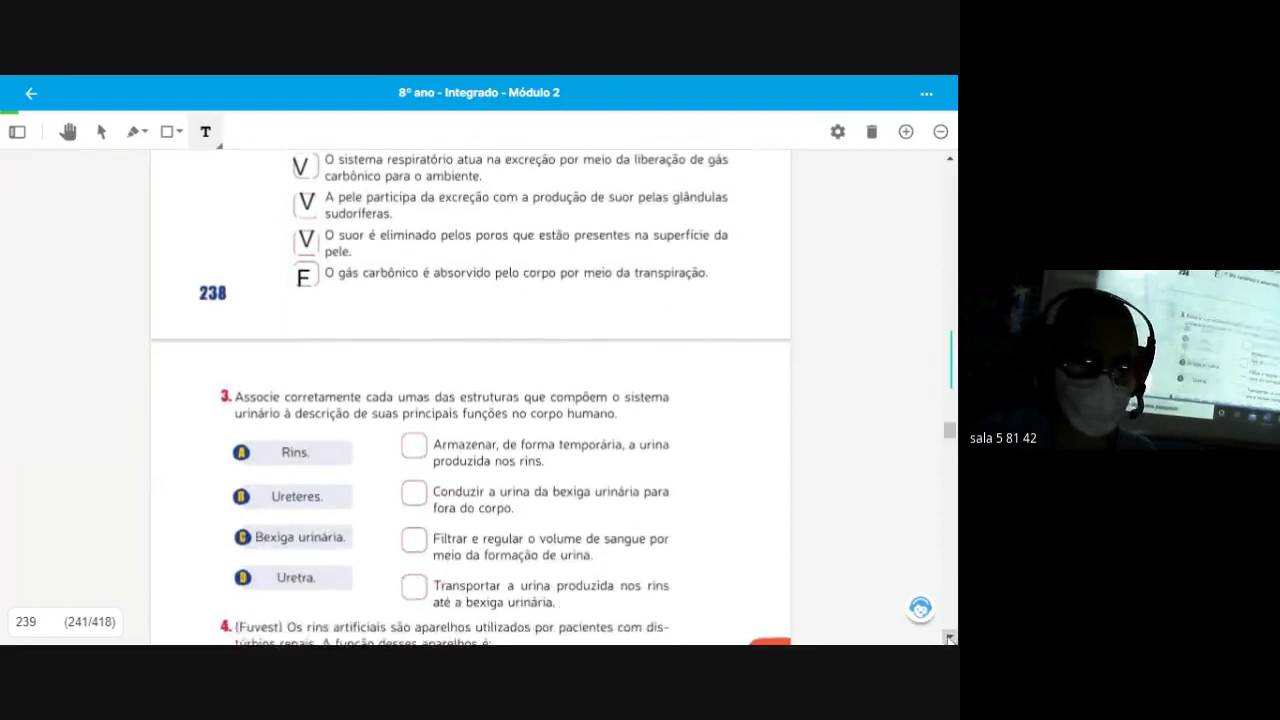 8º ano - Integrado - Módulo 2
T
V O sistema respiratório atua na excreção por meio da liberação de gás
carbônico para o ambiente.
V A pele participa da excreção com a produção de suor pelas glândulas
sudoríferas.
V O suor é eliminado pelos poros que estão presentes na superfície da
pele.
F O gás carbônico é absorvido pelo corpo por meio da transpiração.
238
3. Associe corretamente cada umas das estruturas que compõem o sistema
urinário à descrição de suas principais funções no corpo humano.
A Rins.
B Ureteres.
C Bexiga urinária.
D Uretra.
Armazenar, de forma temporária, a urina
produzida nos rins.
Conduzir a urina da bexiga urinária para
fora do corpo.
Filtrar e regular o volume de sangue por
meio da formação de urina.
Transportar a urina produzida nos rins
até a bexiga urinária.
4. (Fuvest) Os rins artificiais são aparelhos utilizados por pacientes com dis-
túrbios renais. A função desses aparelhos é:
239 (241/418)
sala 5 81 42